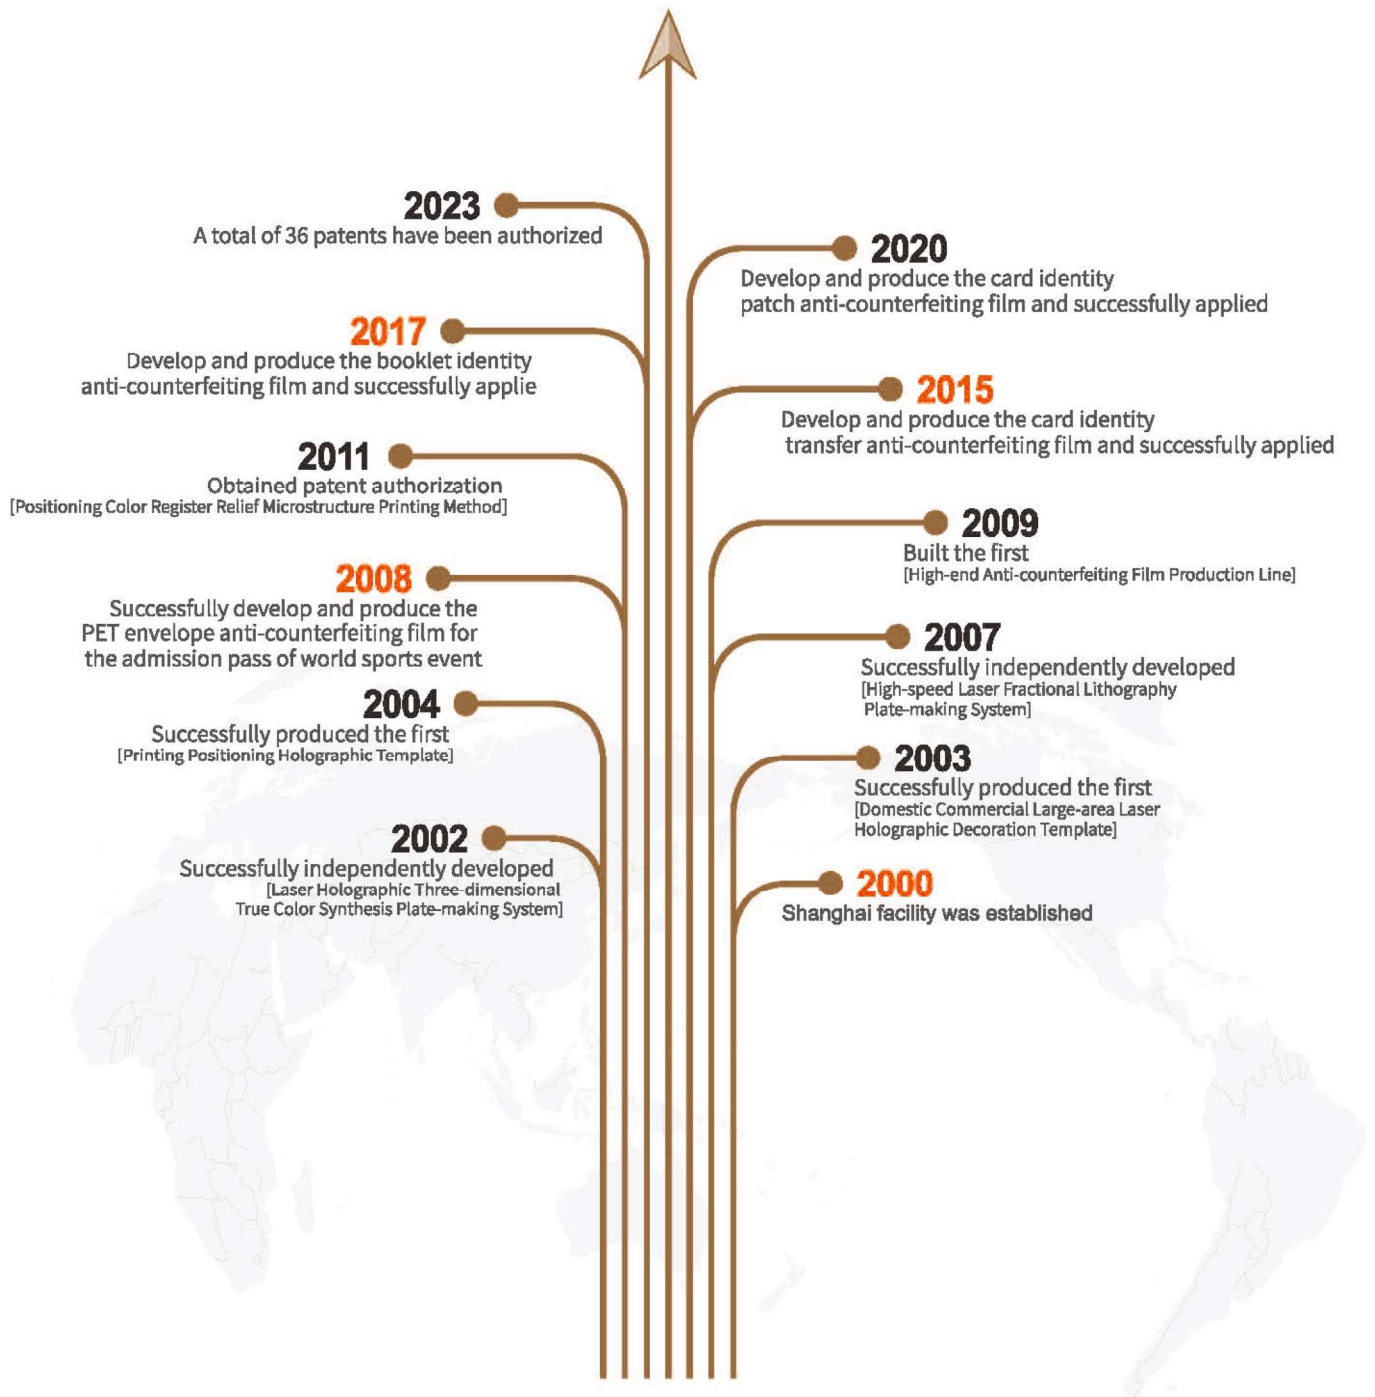 2023
A total of 36 patents have been authorized
2020
Develop and produce the card identity
patch anti-counterfeiting film and successfully applied
2017
Develop and produce the booklet identity
anti-counterfeiting film and successfully applie
2015
Develop and produce the card identity
transfer anti-counterfeiting film and successfully applied
2011
Obtained patent authorization
[Positioning Color Register Relief Microstructure Printing Method]
2009
Built the first
[High-end Anti-counterfeiting Film Production Line]
2008
Successfully develop and produce the
PET envelope anti-counterfeiting film for
the admission pass of world sports event
2007
Successfully independently developed
[High-speed Laser Fractional Lithography
Plate-making System]
2004
Successfully produced the first
[Printing Positioning Holographic Template]
2003
Successfully produced the first
[Domestic Commercial Large-area Laser
Holographic Decoration Template]
2002
Successfully independently developed
[Laser Holographic Three-dimensional
True Color Synthesis Plate-making System]
2000
Shanghai facility was established